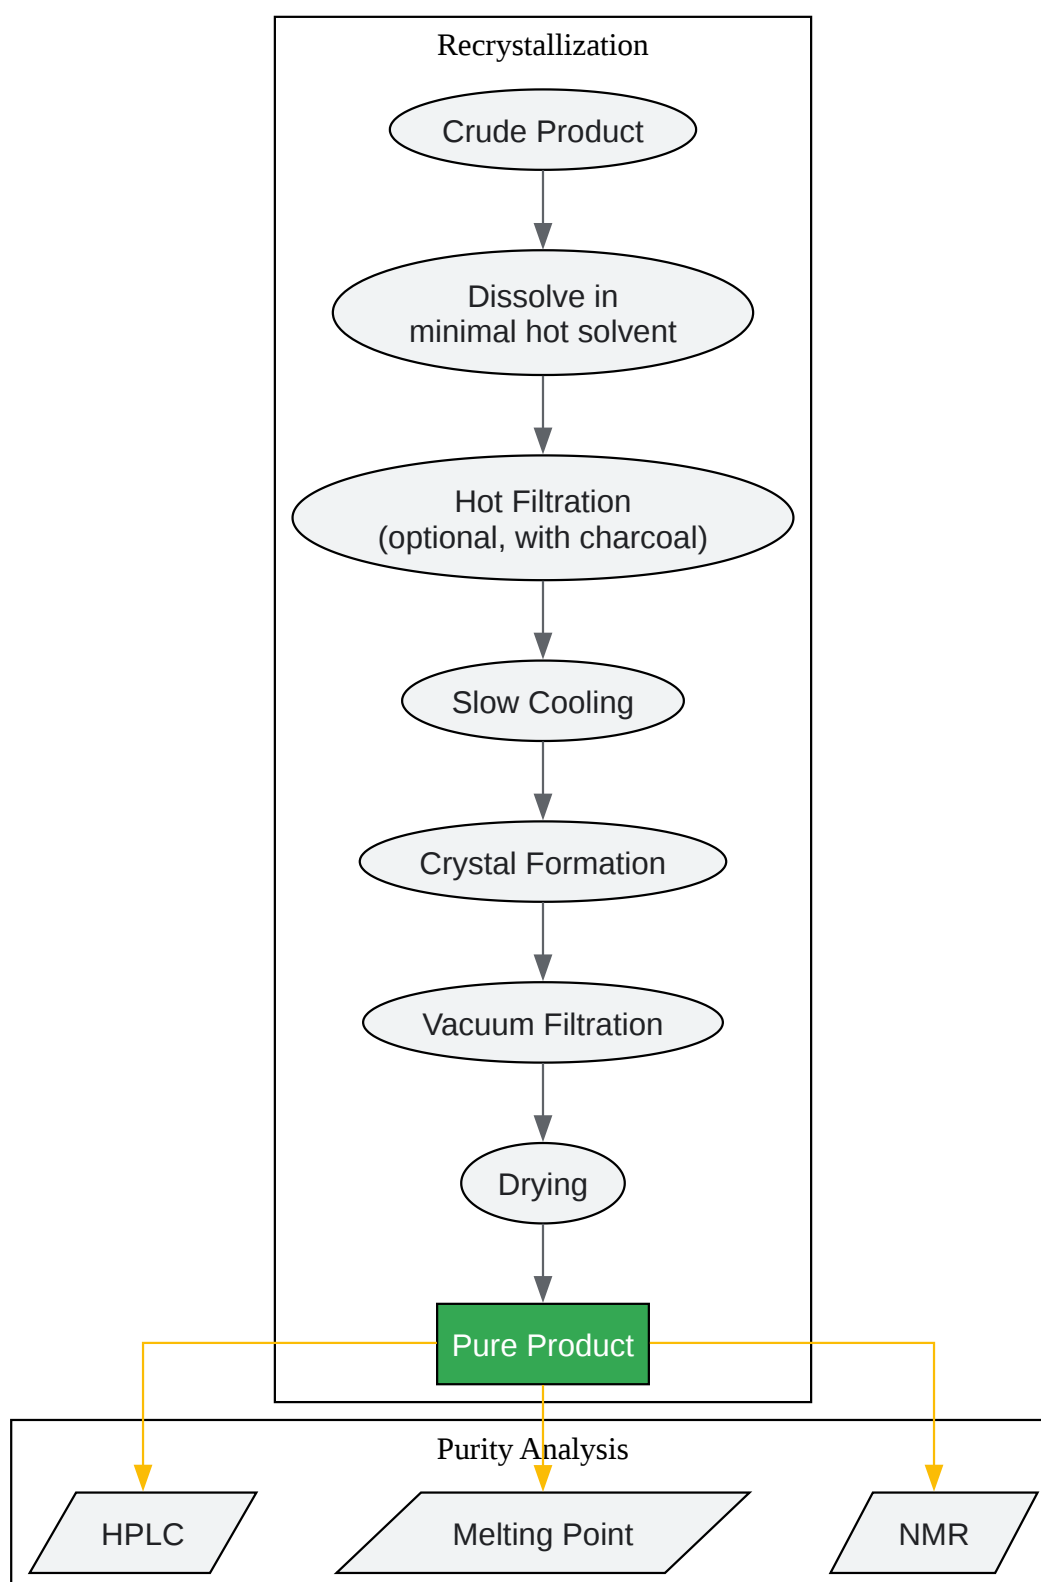 Recrystallization
Crude Product
Dissolve in
minimal hot solvent
Hot Filtration
(optional, with charcoal)
Slow Cooling
Crystal Formation
Vacuum Filtration
Drying
Pure Product
Purity Analysis
HPLC
Melting Point
NMR